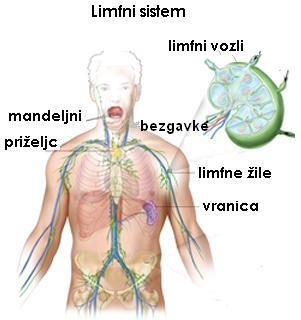 Limfni sistem
limfni vozli
mandeljni
bezgavke
priželjc
limfne žile
vranica